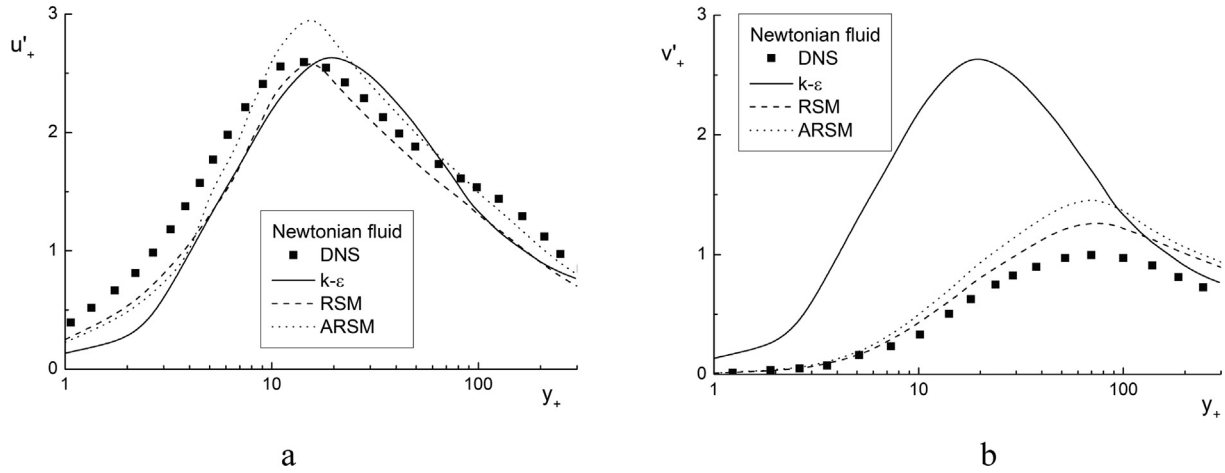 3
u'₊
2
1
0
Newtonian fluid
DNS
k-ε
RSM
ARSM
1
10
100
y₊
a
3
v'₊
2
1
0
Newtonian fluid
DNS
k-ε
RSM
ARSM
1
10
100
y₊
b